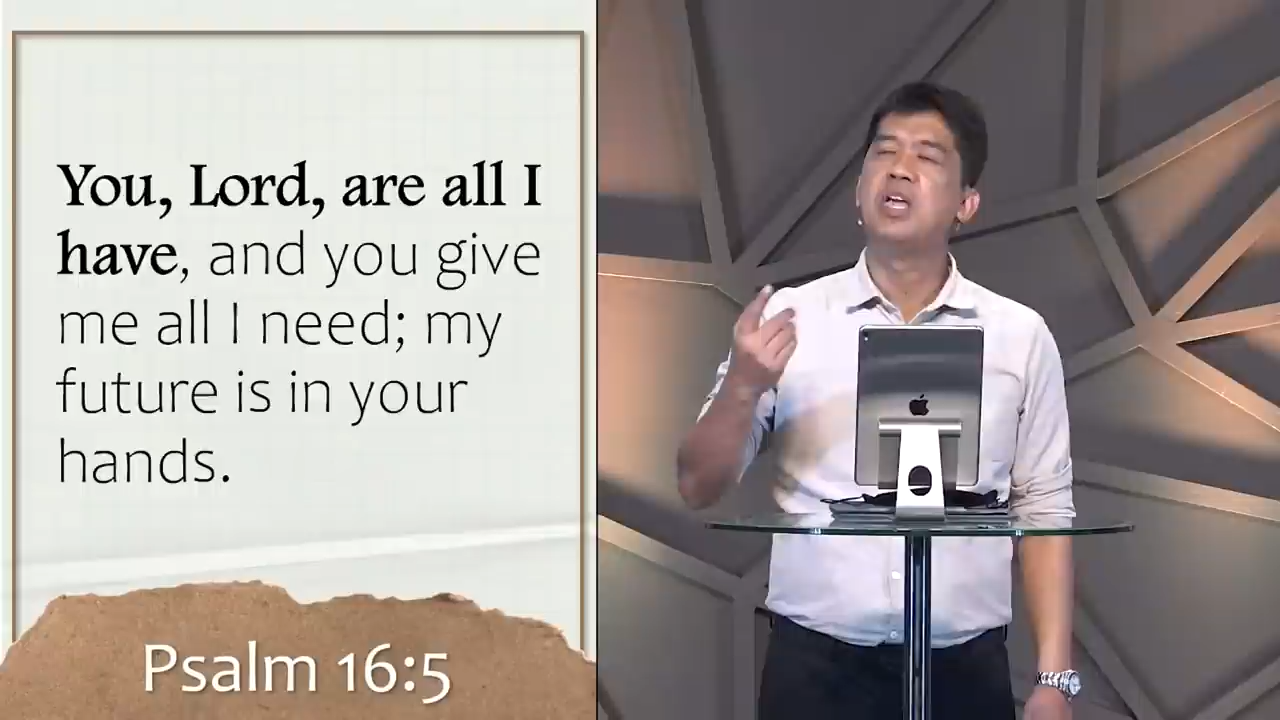 You, Lord, are all I
have, and you give
me all I need; my
future is in your
hands.
Psalm 16:5